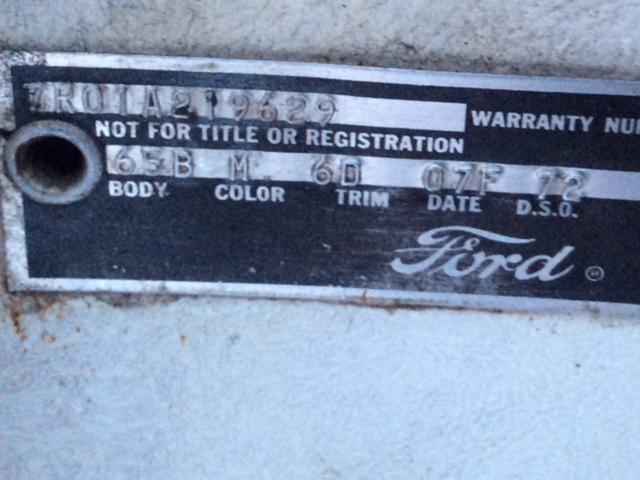 7R01A219629
WARRANTY NU
NOT FOR TITLE OR REGISTRATION
63B M 6D 07F 72
BODY COLOR TRIM DATE D.S.O.
Ford